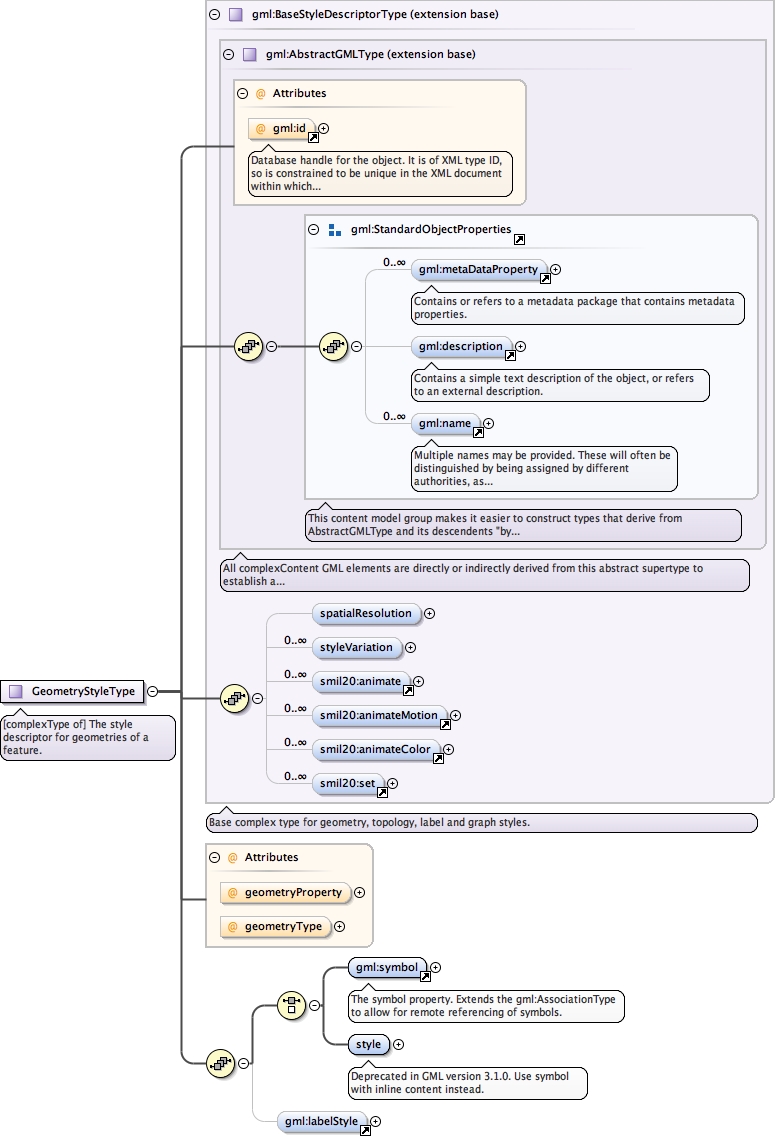 gml:BaseStyleDescriptorType (extension base)
gml:AbstractGMLType (extension base)
@ Attributes
@ gml:id
Database handle for the object. It is of XML type ID,
so is constrained to be unique in the XML document
within which...
gml:StandardObjectProperties
0..∞
gml:metaDataProperty
Contains or refers to a metadata package that contains metadata
properties.
gml:description
Contains a simple text description of the object, or refers
to an external description.
0..∞
gml:name
Multiple names may be provided. These will often be
distinguished by being assigned by different
authorities, as...
This content model group makes it easier to construct types that derive from
AbstractGMLType and its descendents "by...
All complexContent GML elements are directly or indirectly derived from this abstract supertype to
establish a...
spatialResolution
0..∞
styleVariation
0..∞
smil20:animate
0..∞
smil20:animateMotion
0..∞
smil20:animateColor
0..∞
smil20:set
GeometryStyleType
[complexType of] The style
descriptor for geometries of a
feature.
Base complex type for geometry, topology, label and graph styles.
@ Attributes
@ geometryProperty
@ geometryType
gml:symbol
The symbol property. Extends the gml:AssociationType
to allow for remote referencing of symbols.
style
Deprecated in GML version 3.1.0. Use symbol
with inline content instead.
gml:labelStyle